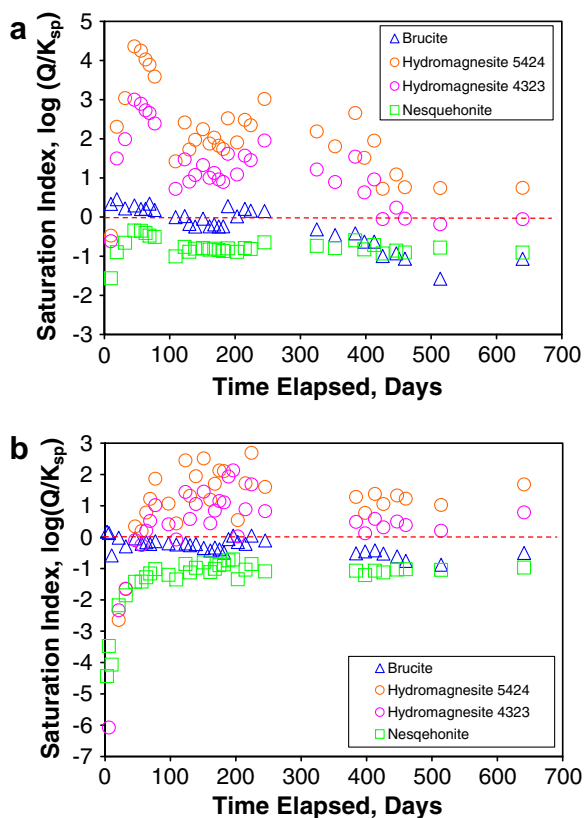 a
Saturation Index, log (Q/Ksp)
5
4
3
2
1
0
-1
-2
-3
Brucite
Hydromagnesite 5424
Hydromagnesite 4323
Nesquehonite
0 100 200 300 400 500 600 700
Time Elapsed, Days
b
Saturation Index, log(Q/Ksp)
3
2
1
0
-1
-2
-3
-4
-5
-6
-7
Brucite
Hydromagnesite 5424
Hydromagnesite 4323
Nesqehonite
0 100 200 300 400 500 600 700
Time Elapsed, Days